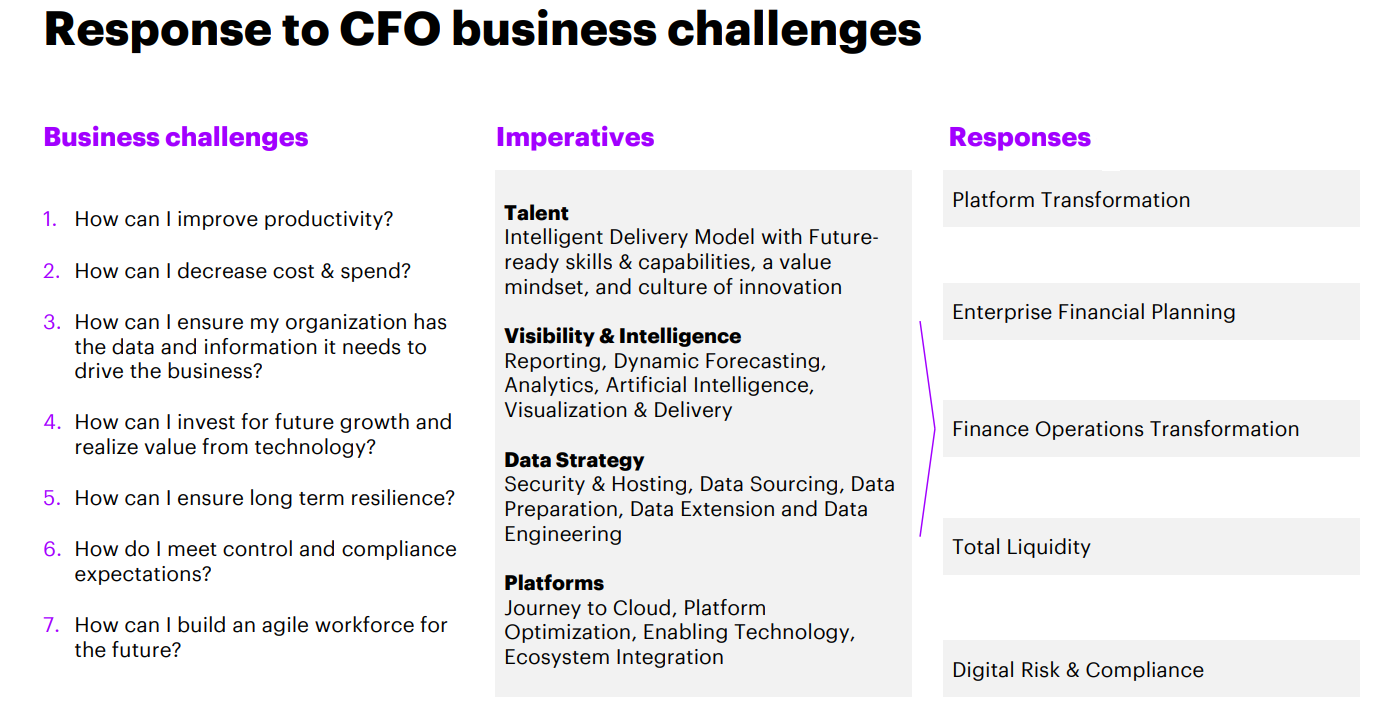 Response to CFO business challenges
Business challenges
1. How can I improve productivity?
2. How can I decrease cost & spend?
3. How can I ensure my organization has
the data and information it needs to
drive the business?
4. How can I invest for future growth and
realize value from technology?
5. How can I ensure long term resilience?
6. How do I meet control and compliance
expectations?
7. How can I build an agile workforce for
the future?
Imperatives
Talent
Intelligent Delivery Model with Future-
ready skills & capabilities, a value
mindset, and culture of innovation
Visibility & Intelligence
Reporting, Dynamic Forecasting,
Analytics, Artificial Intelligence,
Visualization & Delivery
Data Strategy
Security & Hosting, Data Sourcing, Data
Preparation, Data Extension and Data
Engineering
Platforms
Journey to Cloud, Platform
Optimization, Enabling Technology,
Ecosystem Integration
Responses
Platform Transformation
Enterprise Financial Planning
Finance Operations Transformation
Total Liquidity
Digital Risk & Compliance